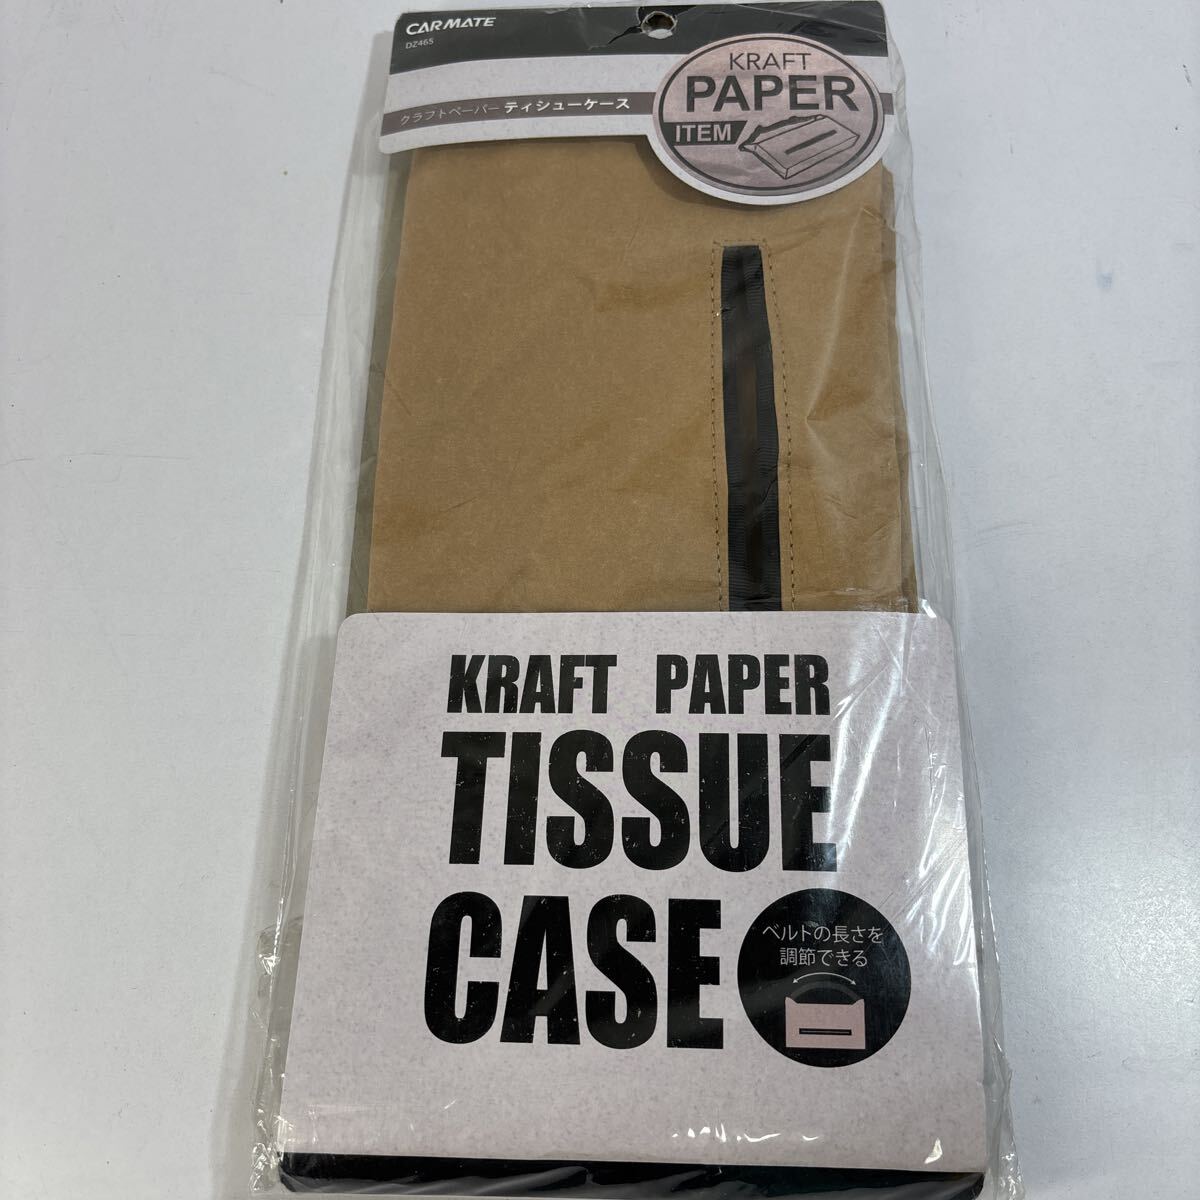 CARMATE
DZ465
クラフトペーパー ティシューケース
KRAFT
PAPER
ITEM
KRAFT PAPER
TISSUE
CASE
ベルトの長さを
調節できる